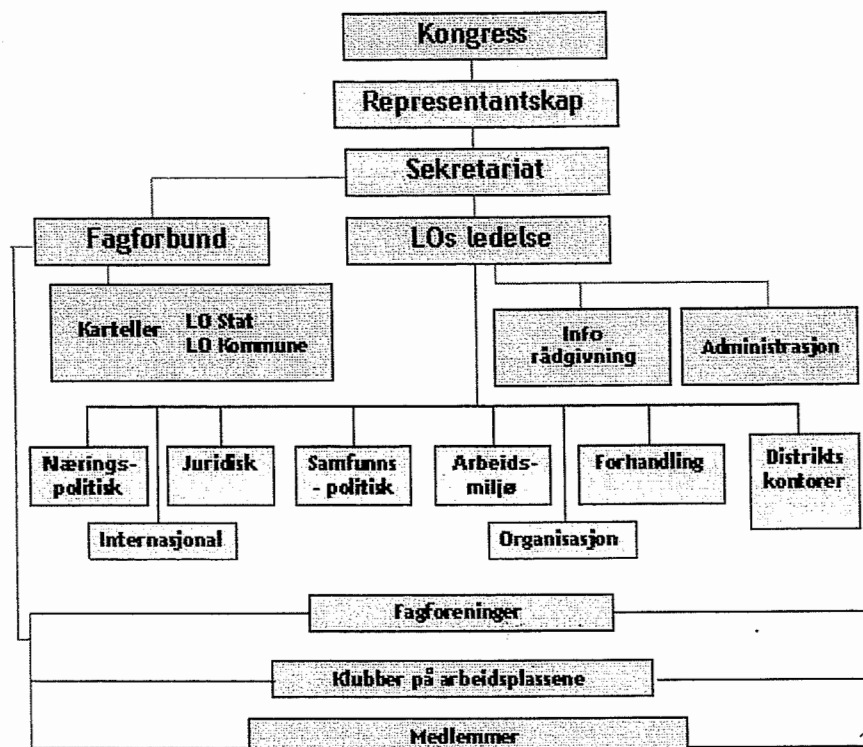 Kongress
Representantskap
Sekretariat
Fagforbund
LOs ledelse
Karteller
LO Stat
LO Kommune
Info
rådgivning
Administrasjon
Nærings-
politisk
Juridisk
Samfunns
- politisk
Arbeids-
miljø
Forhandling
Distrikts
kontorer
Internasjonal
Organisasjon
Fagforeninger
Klubber på arbeidsplassene
Medlemmer